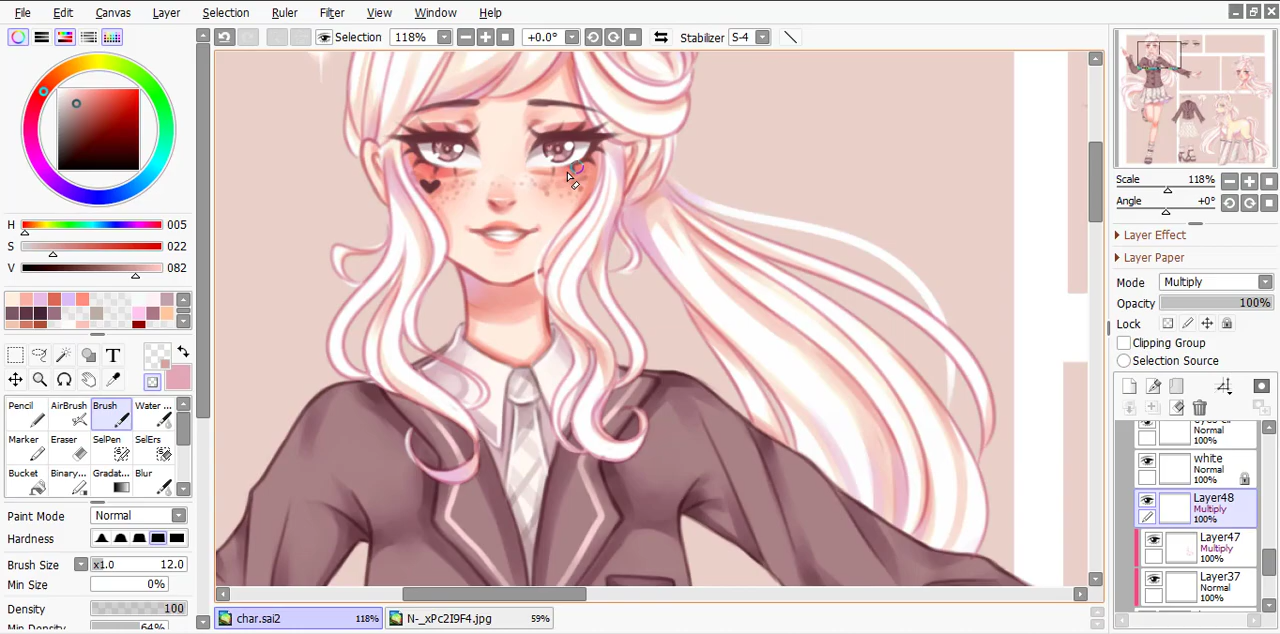 File Edit Canvas Layer Selection Ruler Filter View Window Help
Selection 118% +0.0° Stabilizer S-4
H 005
S 022
V 082
T
Pencil AirBrush Brush Water ...
Marker Eraser SelPen SelErs
Bucket Binary... Gradat... Blur
Paint Mode Normal
Hardness
Brush Size x1.0 12.0
Min Size 0%
Density 100
Min Density 64%
char.sai2 118% N-_xPc2I9F4.jpg 59%
Scale 118%
Angle +0°
Layer Effect
Layer Paper
Mode Multiply
Opacity 100%
Lock
Clipping Group
Selection Source
Normal
100%
white
Normal
100%
Layer48
Multiply
100%
Layer47
Multiply
100%
Layer37
Normal
100%